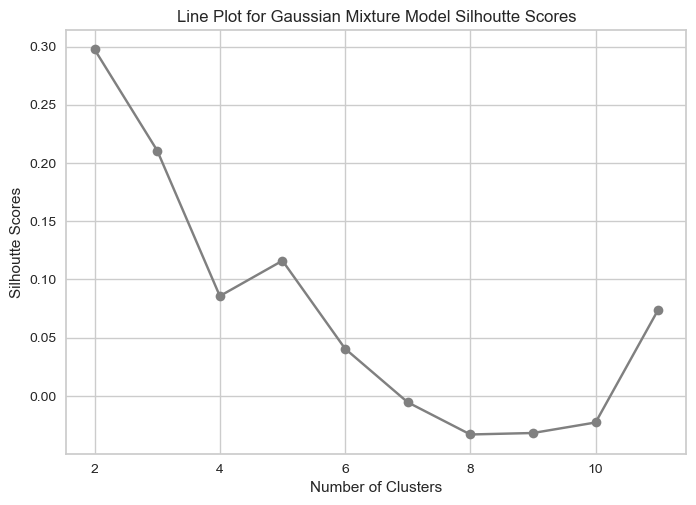 Line Plot for Gaussian Mixture Model Silhoutte Scores
0.30
0.25
0.20
0.15
0.10
0.05
0.00
Silhoutte Scores
2 4 6 8 10
Number of Clusters